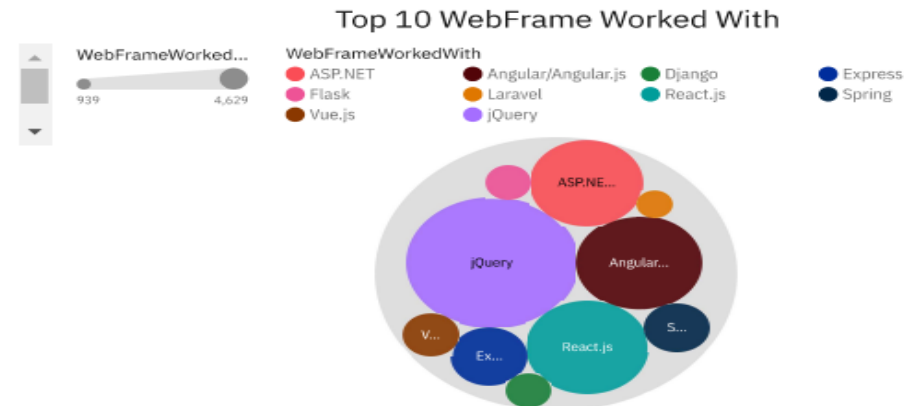 Top 10 WebFrame Worked With
WebFrameWorked...
939
4,629
WebFrameWorkedWith
ASP.NET
Angular/Angular.js
Django
Express
Flask
Laravel
React.js
Spring
Vue.js
jQuery
ASP.NE...
jQuery
Angular...
V...
Ex...
React.js
S...